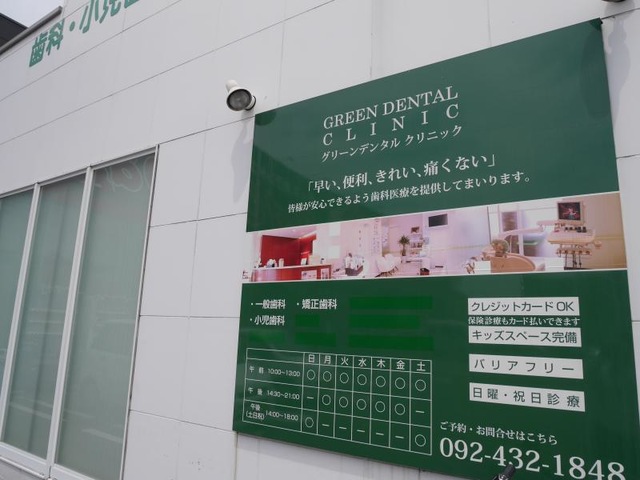 歯科・小児
GREEN DENTAL
CLINIC
グリーンデンタル クリニック
「早い、便利、きれい、痛くない」
皆様が安心できるよう歯科医療を提供してまいります。
・一般歯科 ・矯正歯科
・小児歯科
クレジットカード OK
保険診療もカード払いできます
キッズスペース完備
バリアフリー
日曜・祝日診療
日 月 火 水 木 金 土
午前 10:00~13:00 ○ ○ ○ ○ ○ ○ ○
午後 14:30~21:00 － ○ ○ ○ ○ ○ －
午後 (土日祝) 14:00~18:00 ○ － － － － － ○
ご予約・お問合せはこちら
092-432-1848